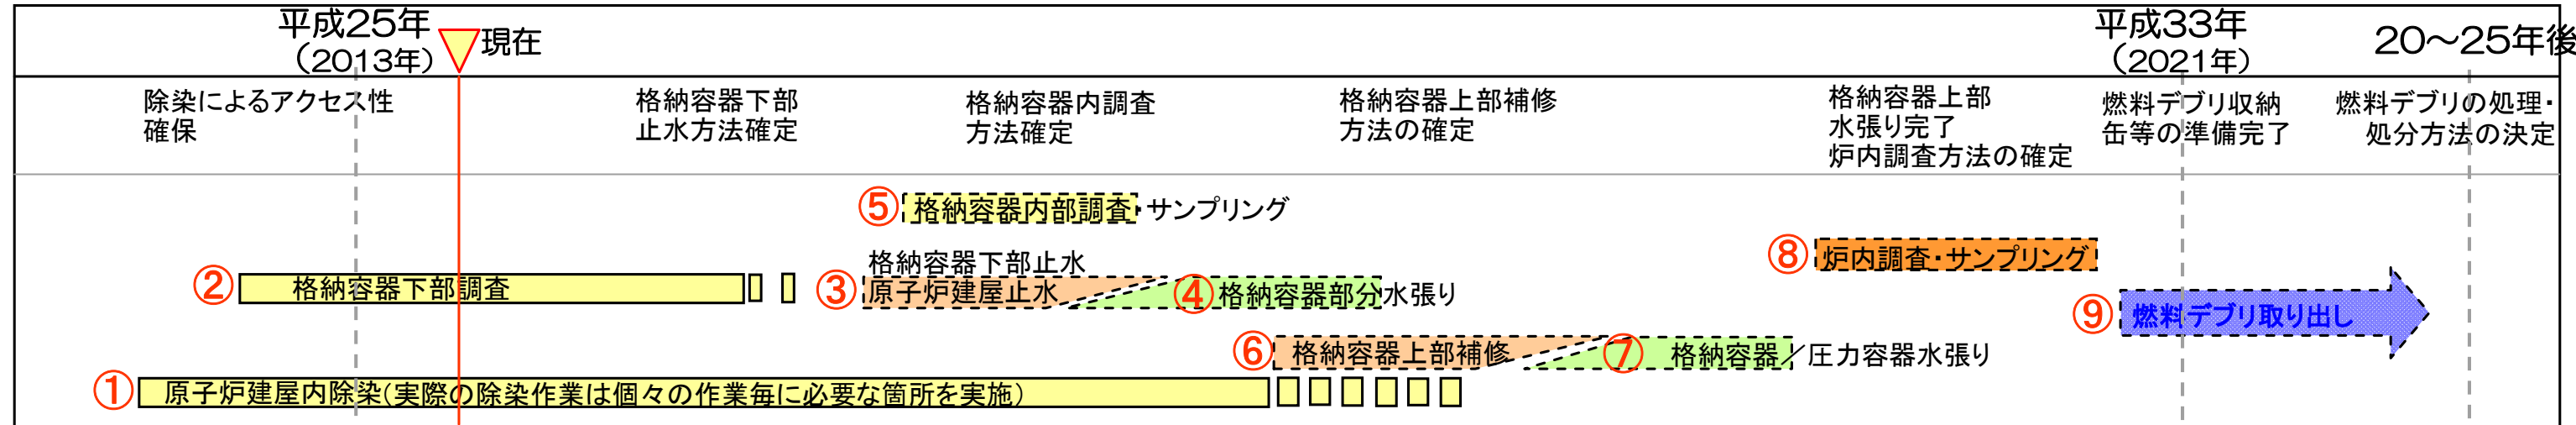 平成25年
（2013年）
現在
平成33年
（2021年）
20～25年後
除染によるアクセス性
確保
格納容器下部
止水方法確定
格納容器内調査
方法確定
格納容器上部補修
方法の確定
格納容器上部
水張り完了
炉内調査方法の確定
燃料デブリ収納
缶等の準備完了
燃料デブリの処理・
処分方法の決定
⑤ 格納容器内部調査・サンプリング
⑧ 炉内調査・サンプリング
② 格納容器下部調査
格納容器下部止水
③ 原子炉建屋止水
④ 格納容器部分水張り
⑨ 燃料デブリ取り出し
⑥ 格納容器上部補修
⑦ 格納容器／圧力容器水張り
① 原子炉建屋内除染（実際の除染作業は個々の作業毎に必要な箇所を実施）